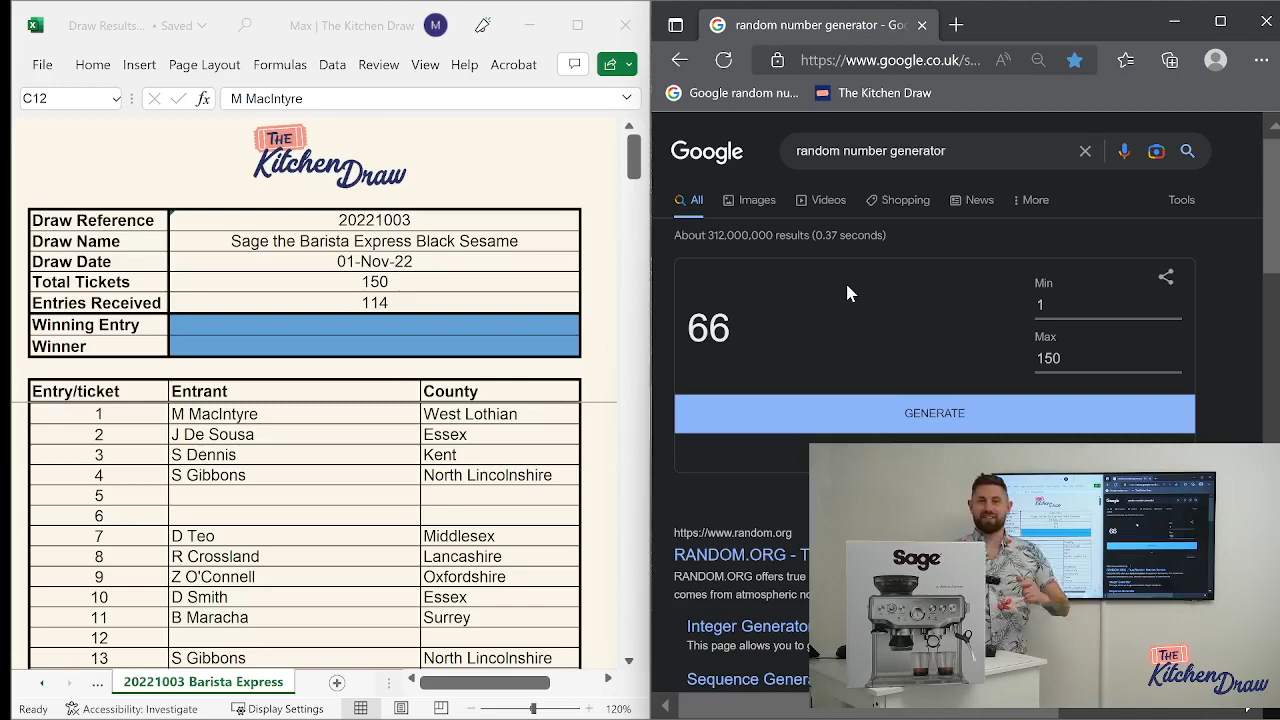 Draw Results... • Saved
Max | The Kitchen Draw
M
File Home Insert Page Layout Formulas Data Review View Help Acrobat
C12
fx
M MacIntyre
THE
Kitchen Draw
Draw Reference 20221003
Draw Name Sage the Barista Express Black Sesame
Draw Date 01-Nov-22
Total Tickets 150
Entries Received 114
Winning Entry
Winner
Entry/ticket Entrant County
1 M MacIntyre West Lothian
2 J De Sousa Essex
3 S Dennis Kent
4 S Gibbons North Lincolnshire
5
6
7 D Teo Middlesex
8 R Crossland Lancashire
9 Z O'Connell Oxfordshire
10 D Smith Essex
11 B Maracha Surrey
12
13 S Gibbons North Lincolnshire
... 20221003 Barista Express
Ready Accessibility: Investigate Display Settings 120%
random number generator - Goo
https://www.google.co.uk/s...
Google random nu... The Kitchen Draw
Google
random number generator
All Images Videos Shopping News More Tools
About 312,000,000 results (0.37 seconds)
66
Min
1
Max
150
GENERATE
https://www.random.org
RANDOM.ORG - T
RANDOM.ORG offers true
comes from atmospheric no
Integer Generato
This page allows you to g
Sequence Genera
Sage
66
THE
Kitchen Draw